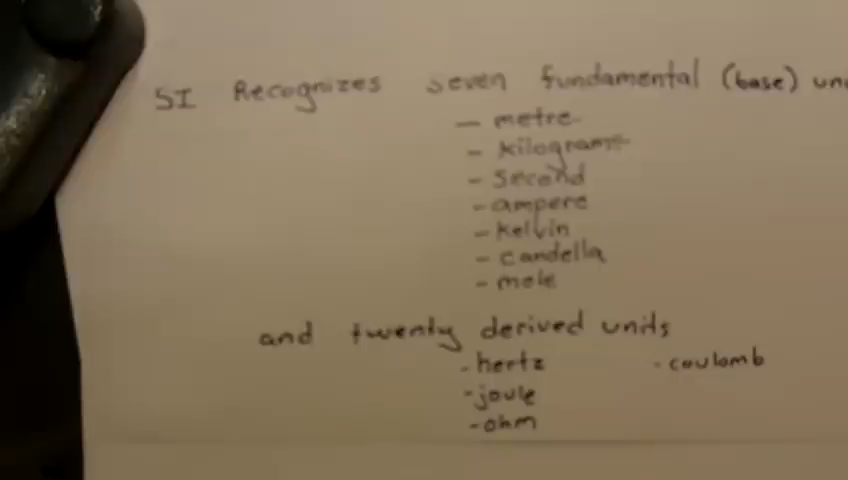 SI Recognizes seven fundamental (base) un
- metre
- kilogram
- second
- ampere
- kelvin
- candella
- mole
and twenty derived units
- hertz - coulomb
- joule
- ohm